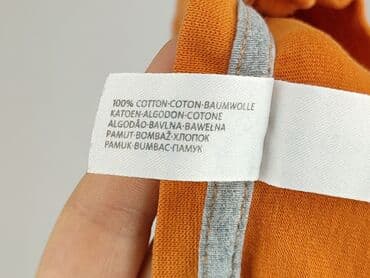 100% COTTON·COTON·BAUMWOLLE
KATOEN·ALGODON·COTONE
ALGODÃO·BAVLNA·BAWEŁNA
PAMUT·BOMBAŽ·ХЛОПОК
PAMUK·BUMBAC·ПАМУК